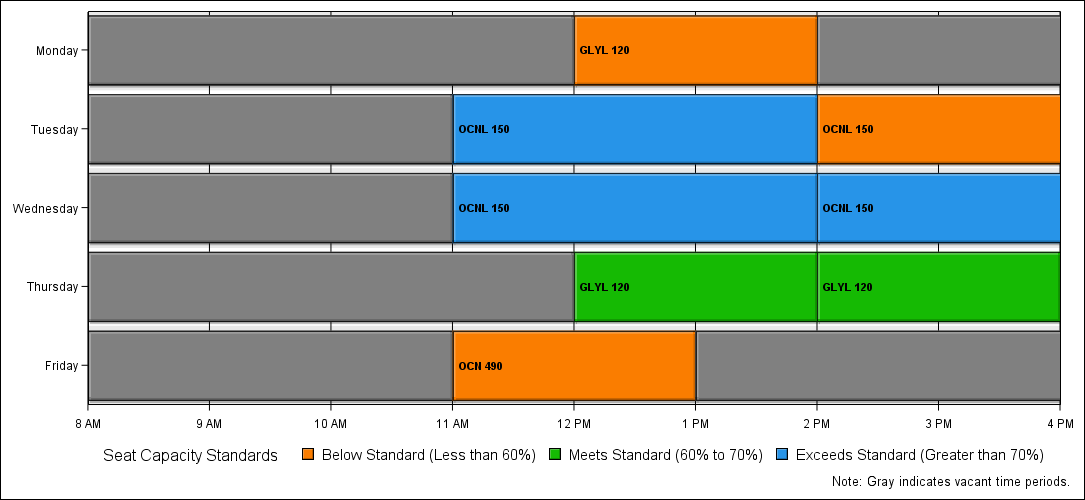 Monday
GLYL 120
Tuesday
OCNL 150
OCNL 150
Wednesday
OCNL 150
OCNL 150
Thursday
GLYL 120
GLYL 120
Friday
OCN 490
8 AM 9 AM 10 AM 11 AM 12 PM 1 PM 2 PM 3 PM 4 PM
Seat Capacity Standards Below Standard (Less than 60%) Meets Standard (60% to 70%) Exceeds Standard (Greater than 70%)
Note: Gray indicates vacant time periods.